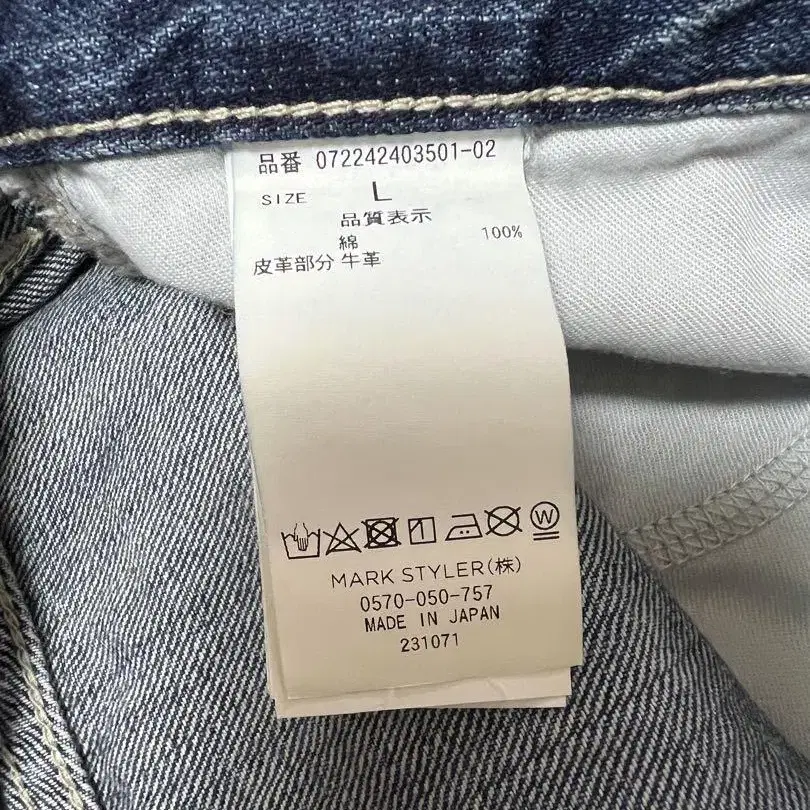 品番 072242403501-02
SIZE L
品質表示
綿 100%
皮革部分 牛革
W
MARK STYLER(株)
0570-050-757
MADE IN JAPAN
231071